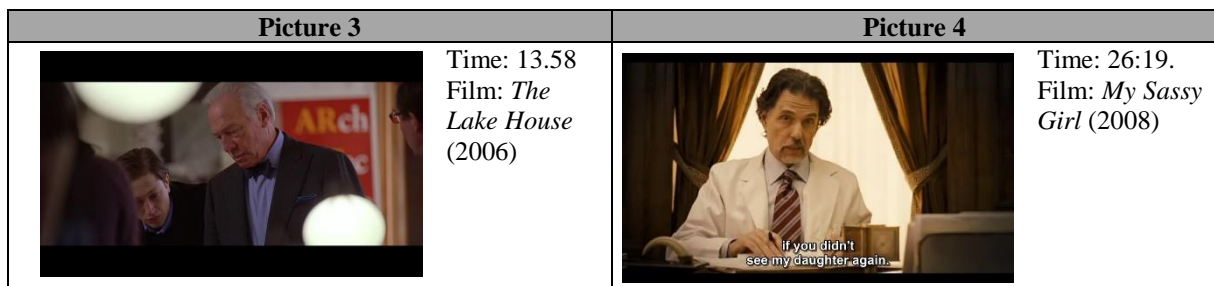 Picture 3
Picture 4
ARch
Time: 13.58
Film: The
Lake House
(2006)
if you didn't
see my daughter again.
Time: 26:19.
Film: My Sassy
Girl (2008)